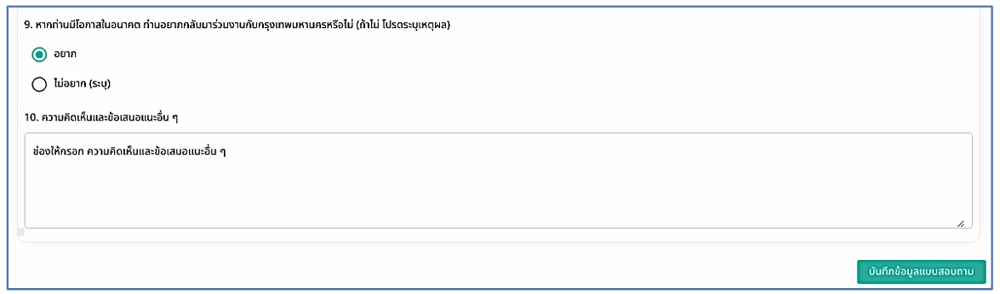 9. หากท่านมีโอกาสในอนาคต ท่านอยากกลับมาร่วมงานกับกรุงเทพมหานครหรือไม่ (ถ้าไม่ โปรดระบุเหตุผล)
อยาก
ไม่อยาก (ระบุ)
10. ความคิดเห็นและข้อเสนอแนะอื่น ๆ
ช่องให้กรอก ความคิดเห็นและข้อเสนอแนะอื่น ๆ
บันทึกข้อมูลแบบสอบถาม